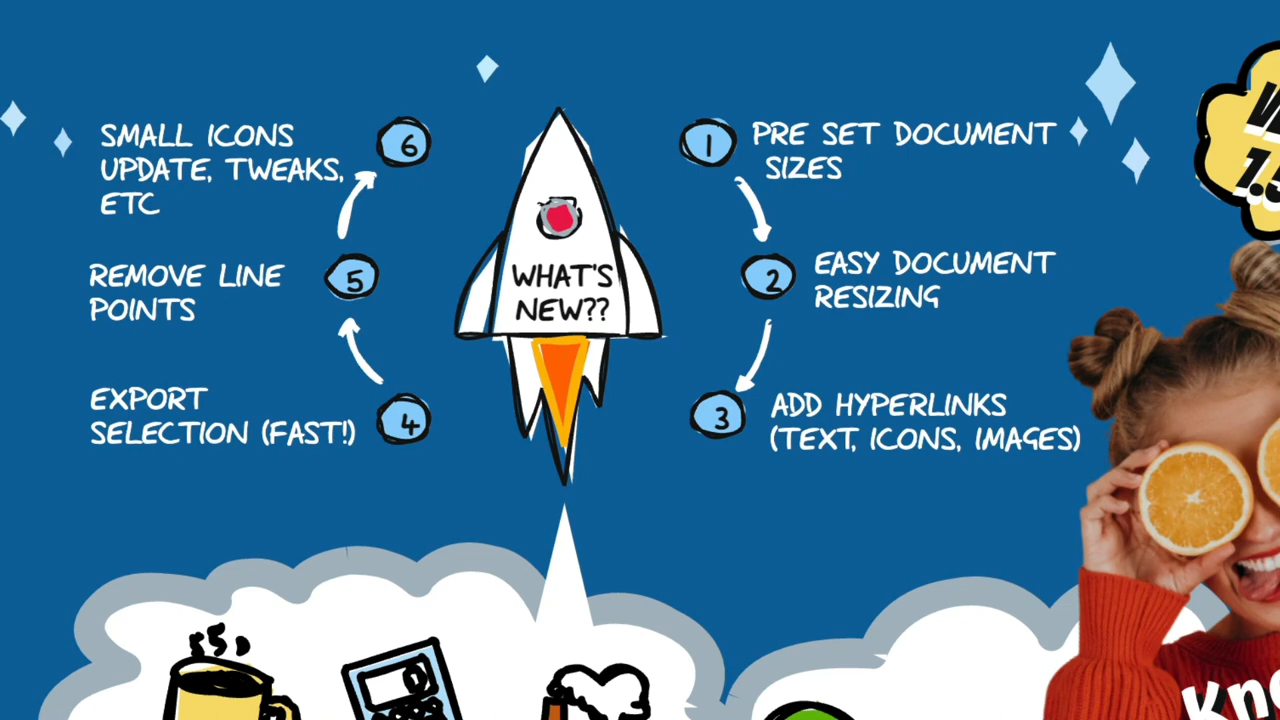 WHAT'S
NEW??
1
PRE SET DOCUMENT
SIZES
2
EASY DOCUMENT
RESIZING
3
ADD HYPERLINKS
(TEXT, ICONS, IMAGES)
4
EXPORT
SELECTION (FAST!)
5
REMOVE LINE
POINTS
6
SMALL ICONS
UPDATE, TWEAKS,
ETC